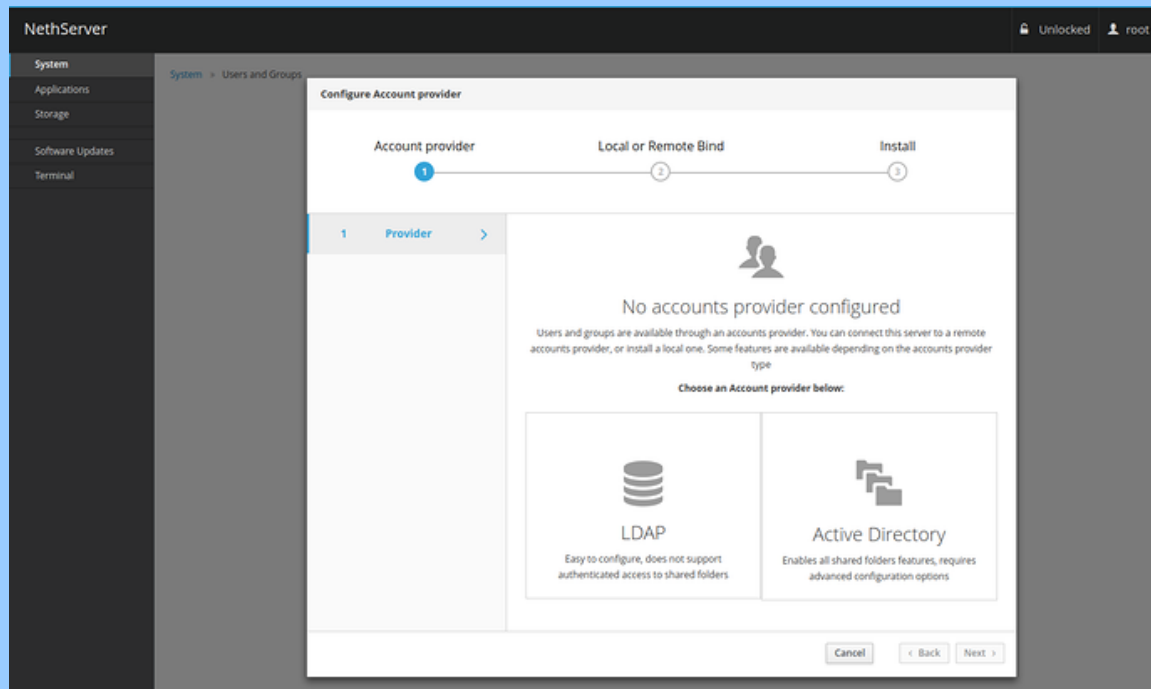 NethServer
Unlocked root
System
Applications
Storage
Software Updates
Terminal
System » Users and Groups
Configure Account provider
Account provider Local or Remote Bind Install
1 2 3
1 Provider
No accounts provider configured
Users and groups are available through an accounts provider. You can connect this server to a remote
accounts provider, or install a local one. Some features are available depending on the accounts provider
type
Choose an Account provider below:
LDAP
Easy to configure, does not support
authenticated access to shared folders
Active Directory
Enables all shared folders features, requires
advanced configuration options
Cancel ‹ Back Next ›